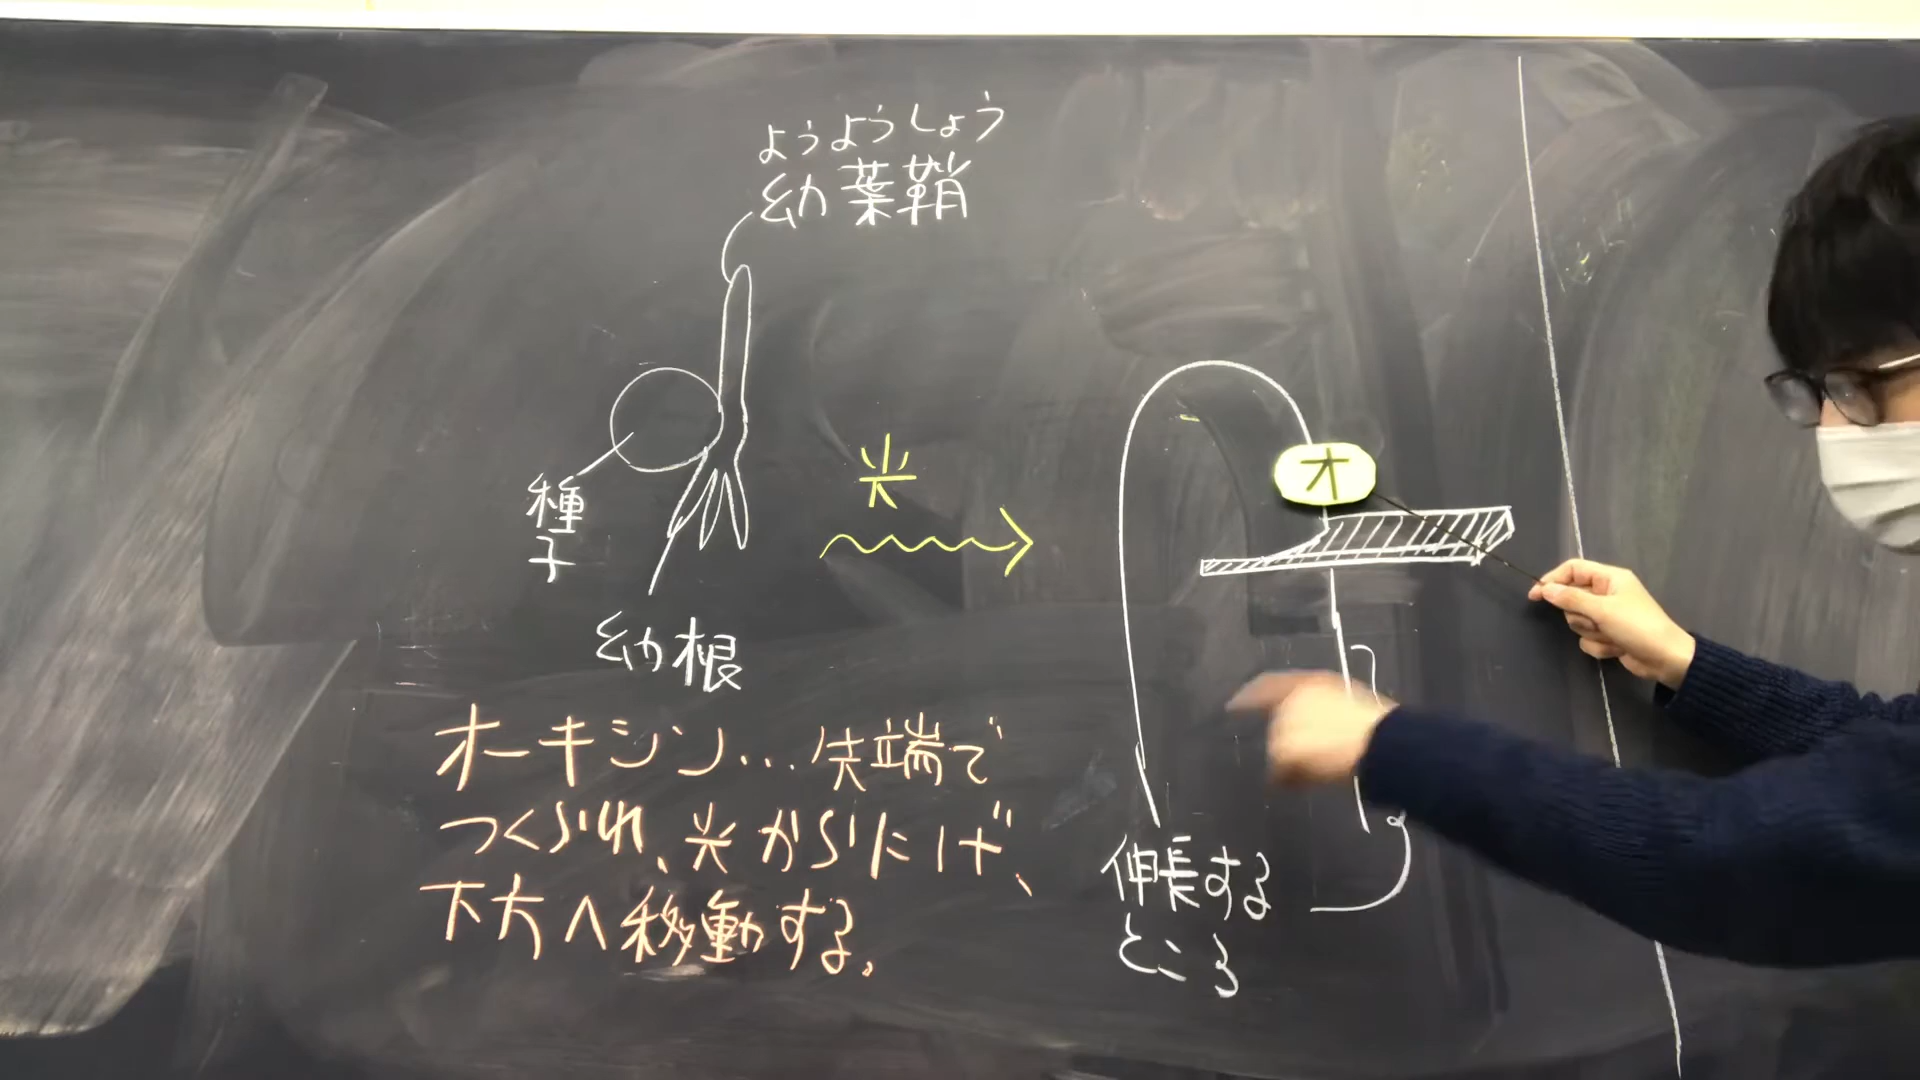 ようようしょう
幼葉鞘
種子
幼根
光
オーキシン…先端で
つくられ、光からにげ、
下方へ移動する。
オ
伸長する
ところ